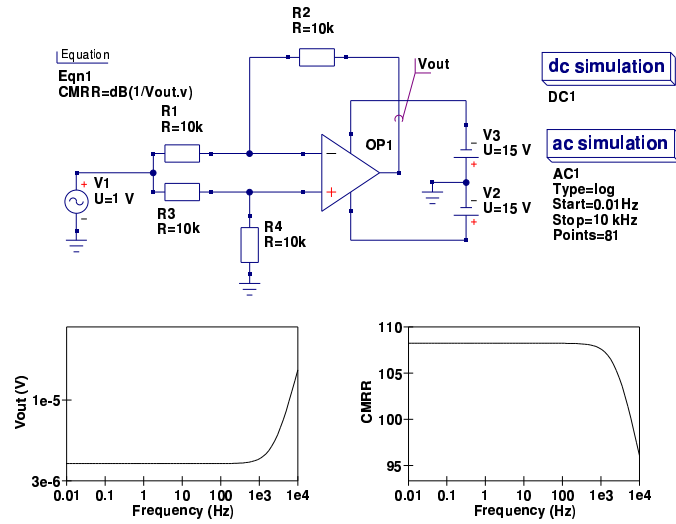 R2
R=10k
Equation
Eqn1
CMRR=dB(1/Vout.v)
Vout
dc simulation
DC1
R1
R=10k
OP1
V3
U=15 V
ac simulation
AC1
Type=log
Start=0.01Hz
Stop=10 kHz
Points=81
V1
U=1 V
R3
R=10k
R4
R=10k
V2
U=15 V
Vout (V)
1e-5
3e-6
0.01 0.1 1 10 100 1e3 1e4
Frequency (Hz)
CMRR
110
105
100
95
0.01 0.1 1 10 100 1e3 1e4
Frequency (Hz)